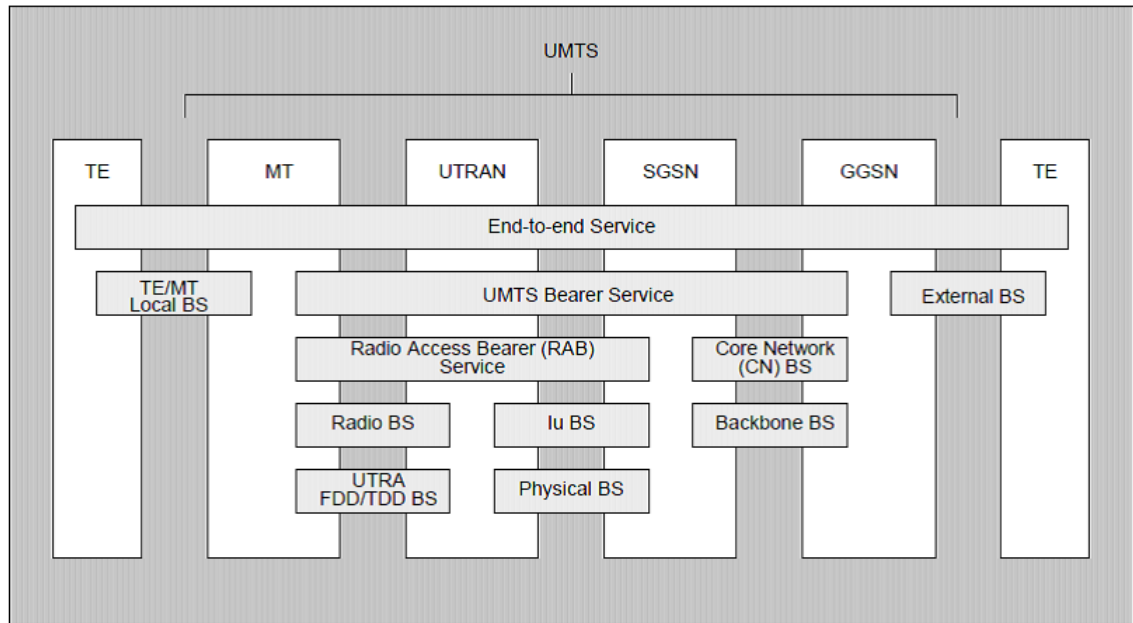 UMTS
TE
MT
UTRAN
SGSN
GGSN
TE
End-to-end Service
TE/MT
Local BS
UMTS Bearer Service
External BS
Radio Access Bearer (RAB)
Service
Core Network
(CN) BS
Radio BS
Iu BS
Backbone BS
UTRA
FDD/TDD BS
Physical BS